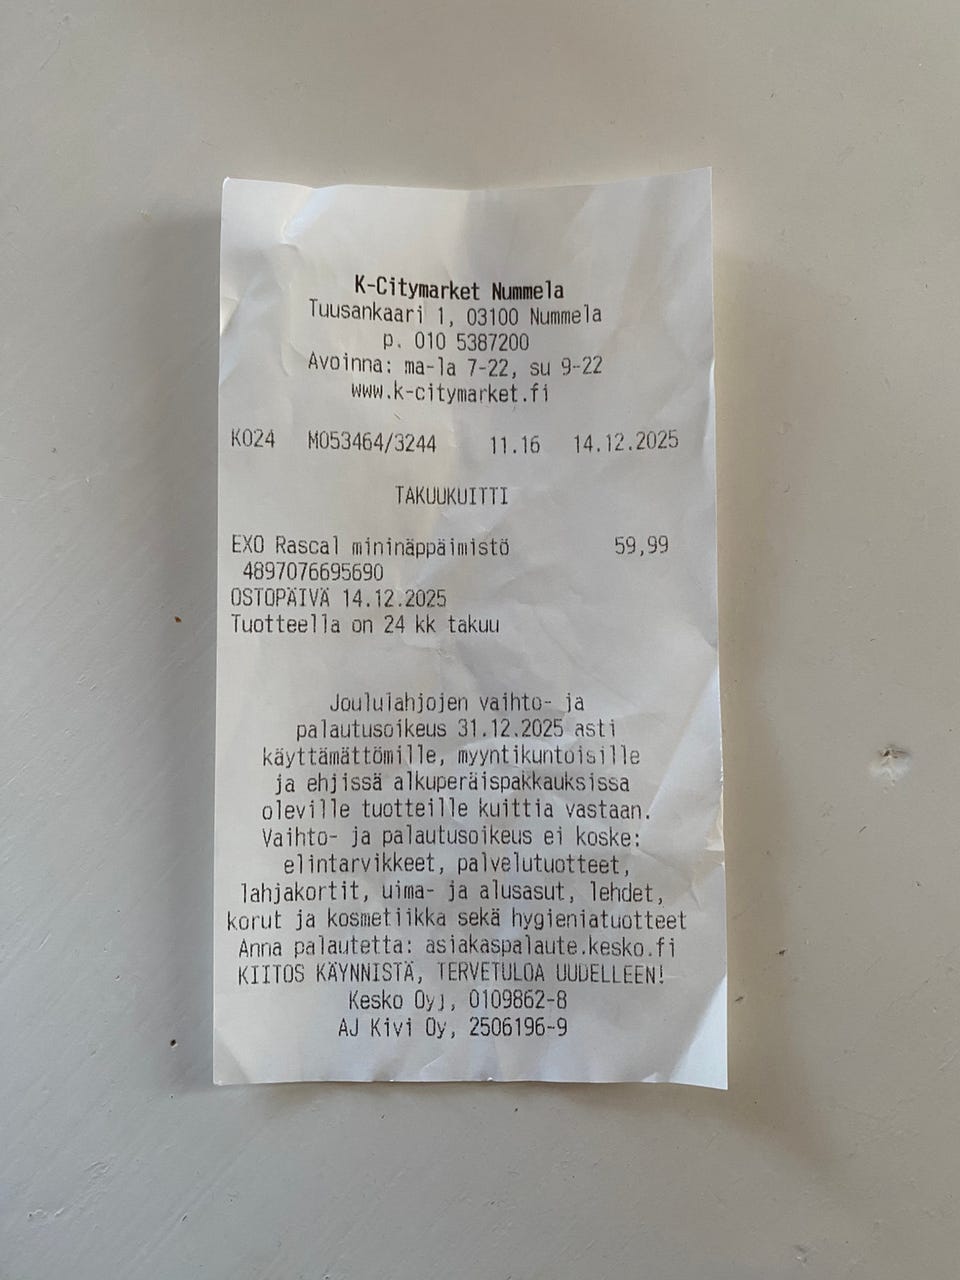 K-Citymarket Nummela
Tuusankaari 1, 03100 Nummela
p. 010 5387200
Avoinna: ma-la 7-22, su 9-22
www.k-citymarket.fi
K024 M053464/3244 11.16 14.12.2025
TAKUUKUITTI
EXO Rascal mininäppäimistö 59,99
4897076695690
OSTOPÄIVÄ 14.12.2025
Tuotteella on 24 kk takuu
Joululahjojen vaihto- ja
palautusoikeus 31.12.2025 asti
käyttämättömille, myyntikuntoisille
ja ehjissä alkuperäispakkauksissa
oleville tuotteille kuittia vastaan.
Vaihto- ja palautusoikeus ei koske:
elintarvikkeet, palvelutuotteet,
lahjakortit, uima- ja alusasut, lehdet,
korut ja kosmetiikka sekä hygieniatuotteet
Anna palautetta: asiakaspalaute.kesko.fi
KIITOS KÄYNNISTÄ, TERVETULOA UUDELLEEN!
Kesko Oyj, 0109862-8
AJ Kivi Oy, 2506196-9